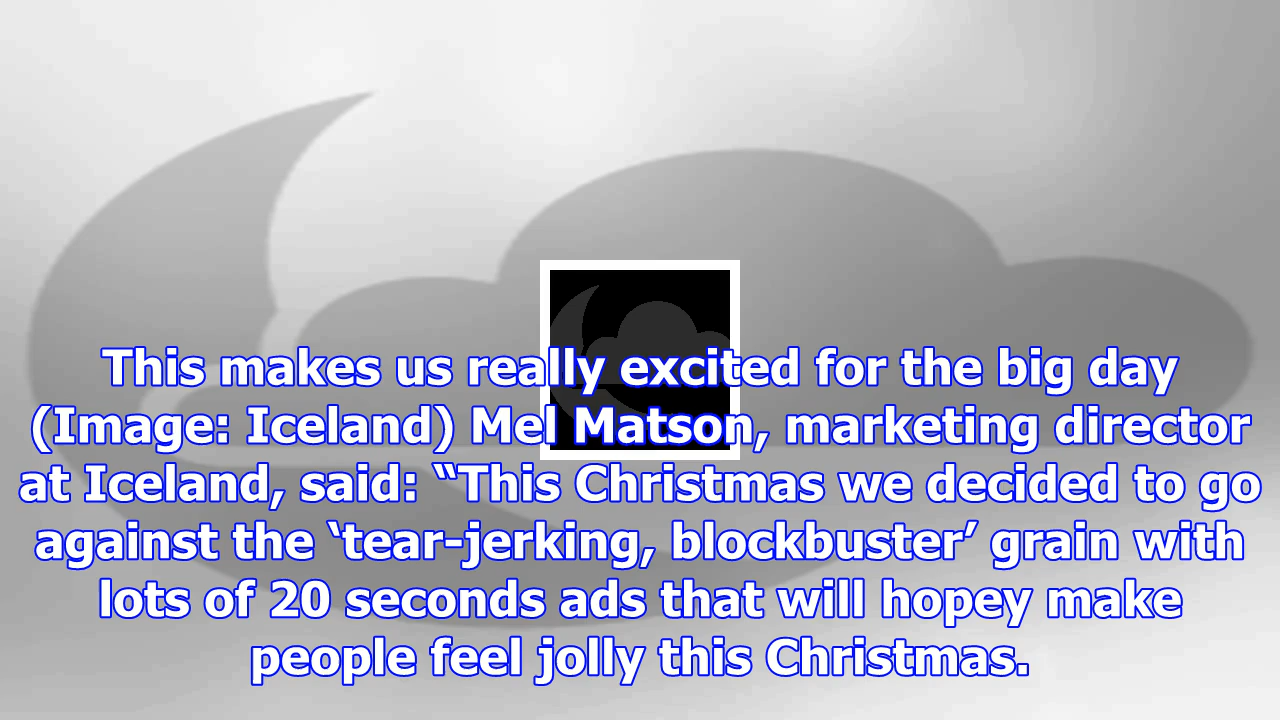 This makes us really excited for the big day
(Image: Iceland) Mel Matson, marketing director
at Iceland, said: “This Christmas we decided to go
against the ‘tear-jerking, blockbuster’ grain with
lots of 20 seconds ads that will hopey make
people feel jolly this Christmas.